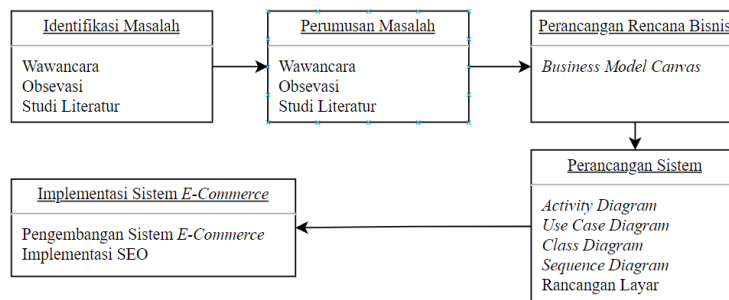 Identifikasi Masalah
Wawancara
Obsevasi
Studi Literatur
Perumusan Masalah
Wawancara
Obsevasi
Studi Literatur
Perancangan Rencana Bisnis
Business Model Canvas
Perancangan Sistem
Activity Diagram
Use Case Diagram
Class Diagram
Sequence Diagram
Rancangan Layar
Implementasi Sistem E-Commerce
Pengembangan Sistem E-Commerce
Implementasi SEO